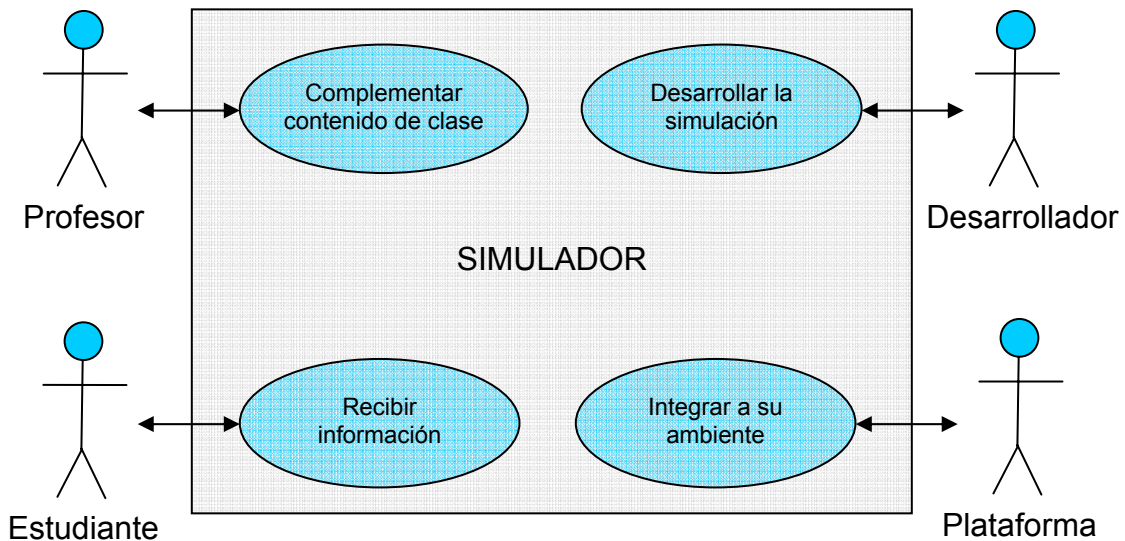 Complementar
contenido de clase
Desarrollar la
simulación
Profesor
Desarrollador
SIMULADOR
Recibir
información
Integrar a su
ambiente
Estudiante
Plataforma